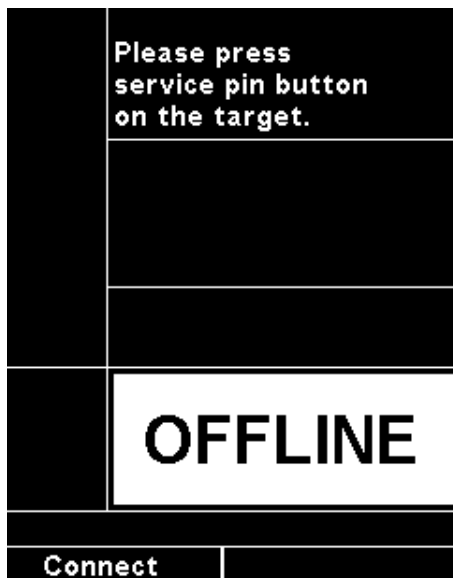 Please press
service pin button
on the target.
OFFLINE
Connect